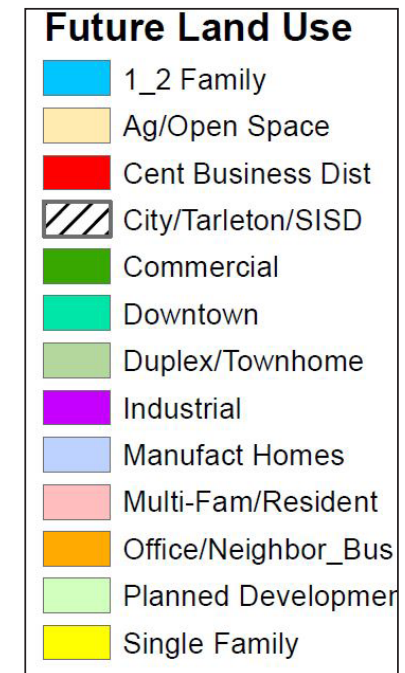 Future Land Use
1_2 Family
Ag/Open Space
Cent Business Dist
City/Tarleton/SISD
Commercial
Downtown
Duplex/Townhome
Industrial
Manufact Homes
Multi-Fam/Resident
Office/Neighbor_Bus
Planned Developmer
Single Family